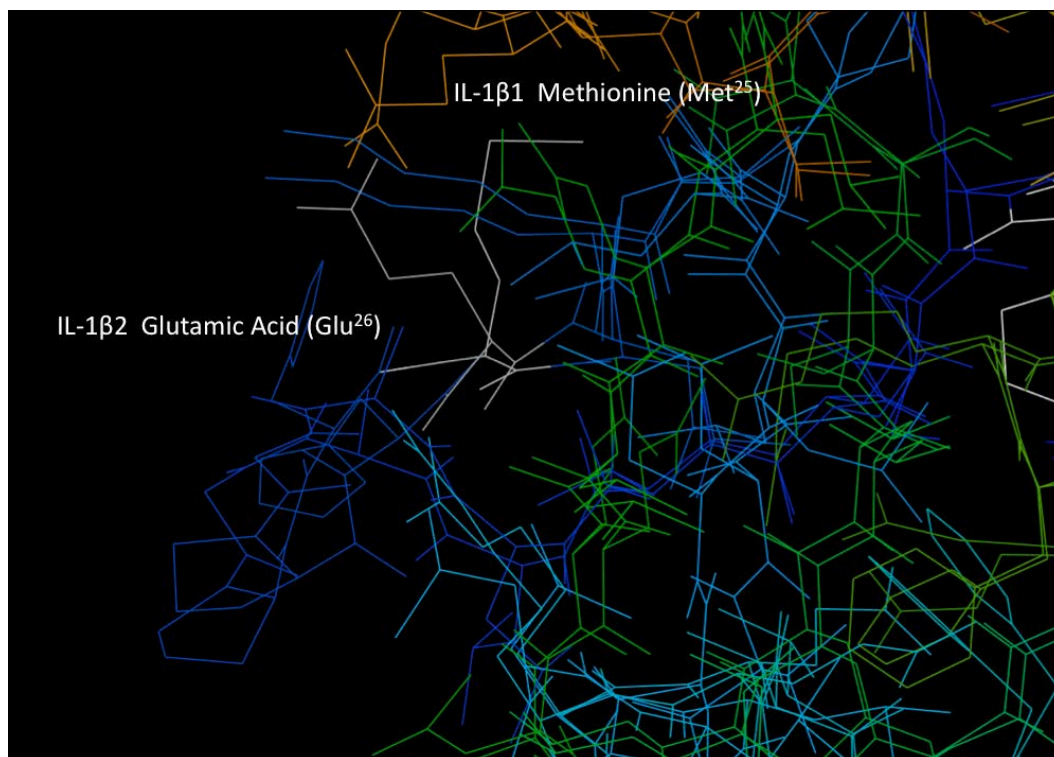 IL-1β1 Methionine (Met²⁵)
IL-1β2 Glutamic Acid (Glu²⁶)